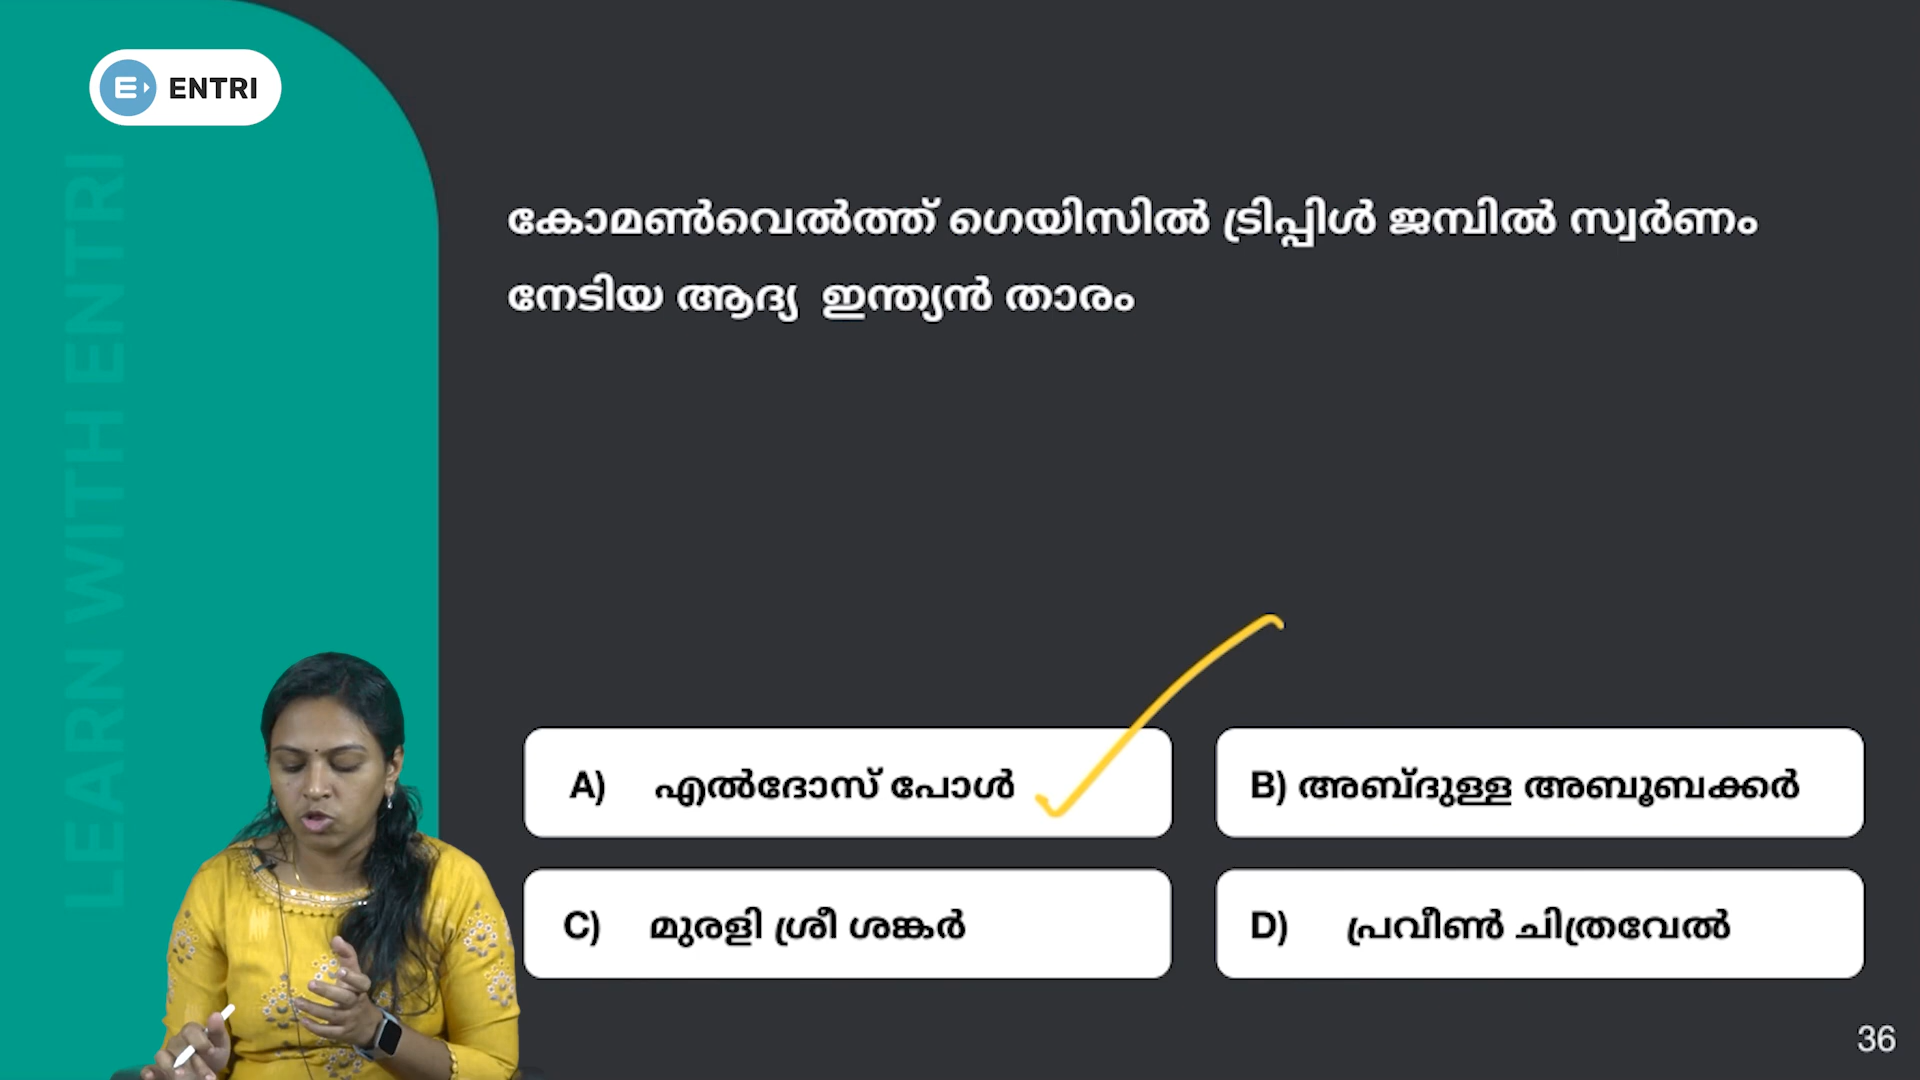 ENTRI
LEARN WITH ENTRI
കോമൺവെൽത്ത് ഗെയിസിൽ ട്രിപ്പിൾ ജമ്പിൽ സ്വർണം
നേടിയ ആദ്യ ഇന്ത്യൻ താരം
A) എൽദോസ് പോൾ
B) അബ്ദുള്ള അബൂബക്കർ
C) മുരളി ശ്രീ ശങ്കർ
D) പ്രവീൺ ചിത്രവേൽ
36